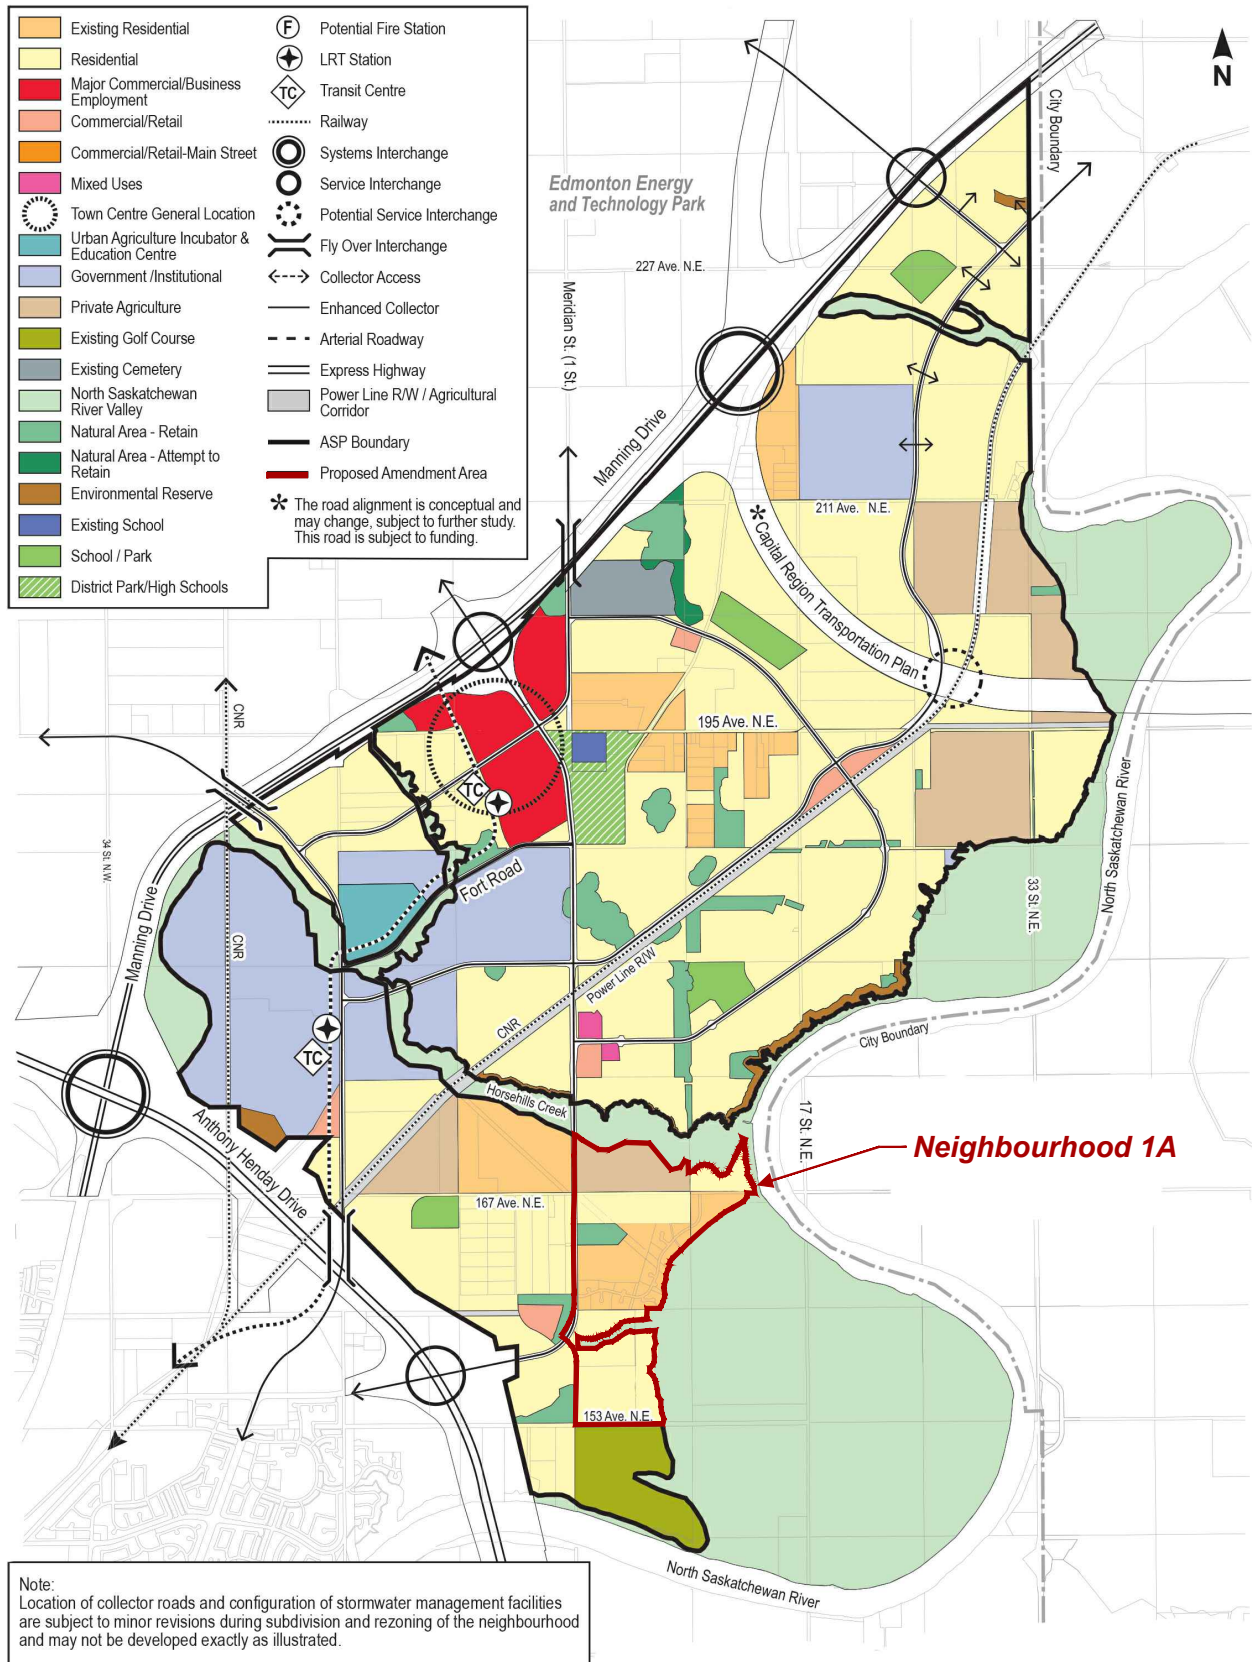 Existing Residential
Residential
Major Commercial/Business
Employment
Commercial/Retail
Commercial/Retail-Main Street
Mixed Uses
Town Centre General Location
Urban Agriculture Incubator &
Education Centre
Government /Institutional
Private Agriculture
Existing Golf Course
Existing Cemetery
North Saskatchewan
River Valley
Natural Area - Retain
Natural Area - Attempt to
Retain
Environmental Reserve
Existing School
School / Park
District Park/High Schools
F Potential Fire Station
LRT Station
TC Transit Centre
Railway
Systems Interchange
Service Interchange
Potential Service Interchange
Fly Over Interchange
Collector Access
Enhanced Collector
Arterial Roadway
Express Highway
Power Line R/W / Agricultural
Corridor
ASP Boundary
Proposed Amendment Area
* The road alignment is conceptual and
may change, subject to further study.
This road is subject to funding.
N
City Boundary
Edmonton Energy
and Technology Park
227 Ave. N.E.
Meridian St. (1 St.)
Manning Drive
211 Ave. N.E.
* Capital Region Transportation Plan
195 Ave. N.E.
CNR
TC
34 St. N.W.
Fort Road
Manning Drive
CNR
33 St. N.E.
North Saskatchewan River
Power Line R/W
CNR
City Boundary
TC
Horsehills Creek
17 St. N.E.
Anthony Henday Drive
Neighbourhood 1A
167 Ave. N.E.
153 Ave. N.E.
North Saskatchewan River
Note:
Location of collector roads and configuration of stormwater management facilities
are subject to minor revisions during subdivision and rezoning of the neighbourhood
and may not be developed exactly as illustrated.